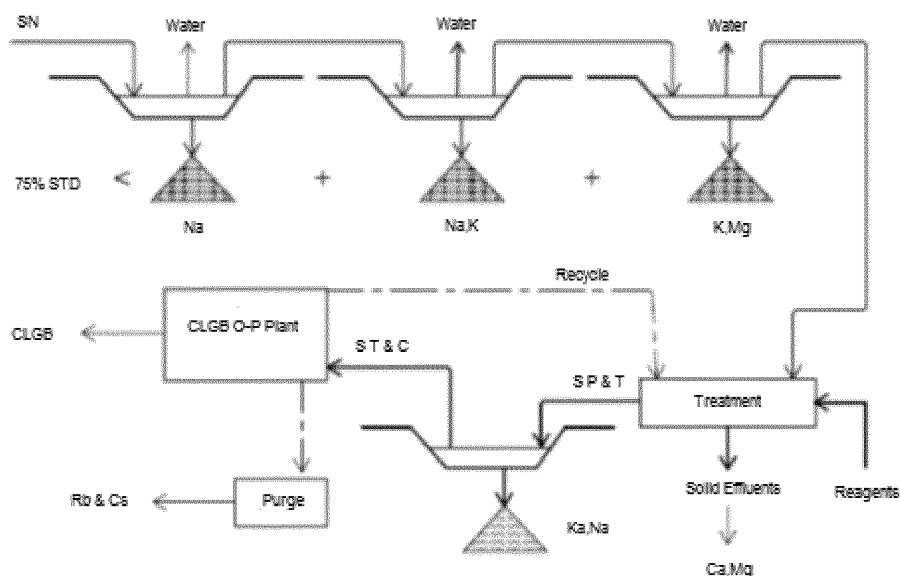 SN
Water
Water
Water
75% STD
<
+
+
Na
Na,K
K,Mg
Recycle
CLGB
CLGB O-P Plant
S T & C
S P & T
Treatment
Rb & Cs
Purge
Ka,Na
Solid Effluents
Reagents
Ca,Mg